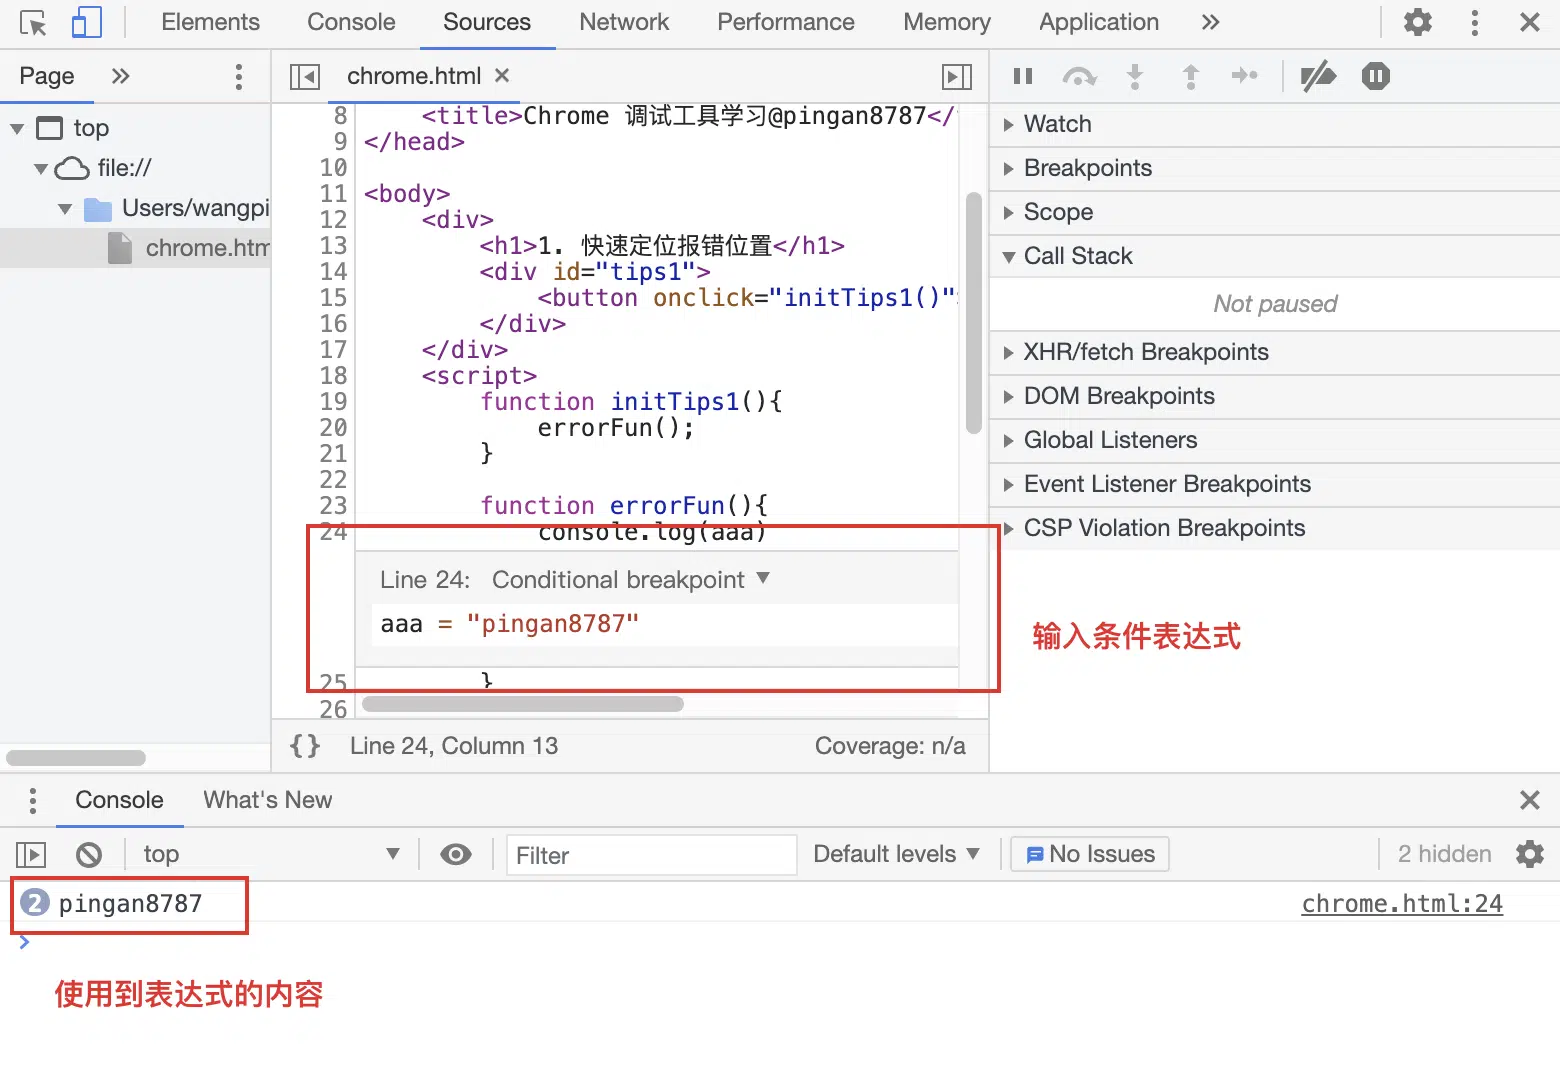 Elements Console Sources Network Performance Memory Application
Page
chrome.html
top
file://
Users/wangpi
chrome.htm
8 <title>Chrome 调试工具学习@pingan8787</
9 </head>
10
11 <body>
12 <div>
13 <h1>1. 快速定位报错位置</h1>
14 <div id="tips1">
15 <button onclick="initTips1()"
16 </div>
17 </div>
18 <script>
19 function initTips1(){
20 errorFun();
21 }
22
23 function errorFun(){
24 console.log(aaa)
Line 24: Conditional breakpoint
aaa = "pingan8787"
25 }
26
{} Line 24, Column 13 Coverage: n/a
Watch
Breakpoints
Scope
Call Stack
Not paused
XHR/fetch Breakpoints
DOM Breakpoints
Global Listeners
Event Listener Breakpoints
CSP Violation Breakpoints
输入条件表达式
Console What's New
top Filter Default levels No Issues 2 hidden
2 pingan8787 chrome.html:24
使用到表达式的内容